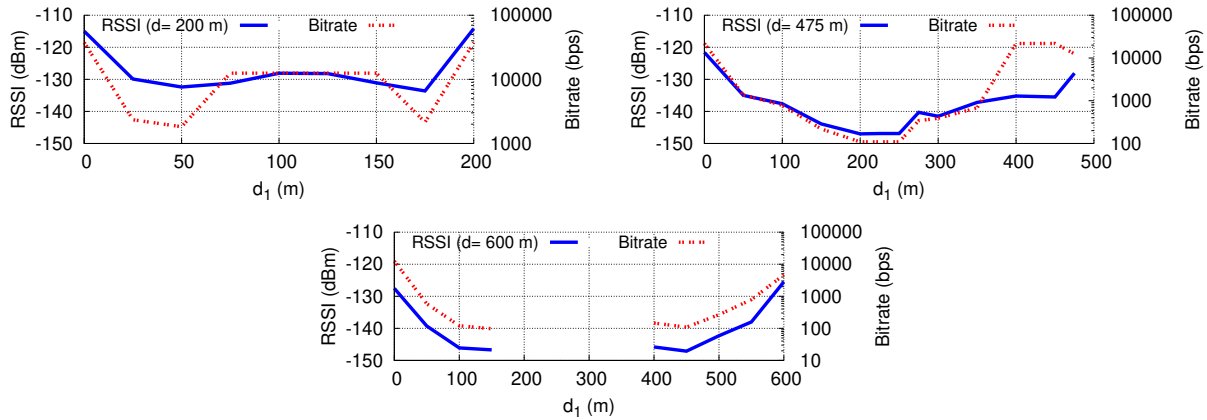 RSSI (d= 200 m) Bitrate
RSSI (dBm)
-110
-120
-130
-140
-150
0 50 100 150 200
d1 (m)
100000
10000
1000
Bitrate (bps)
RSSI (d= 475 m) Bitrate
RSSI (dBm)
-110
-120
-130
-140
-150
0 100 200 300 400 500
d1 (m)
100000
10000
1000
100
Bitrate (bps)
RSSI (d= 600 m) Bitrate
RSSI (dBm)
-110
-120
-130
-140
-150
0 100 200 300 400 500 600
d1 (m)
100000
10000
1000
100
10
Bitrate (bps)